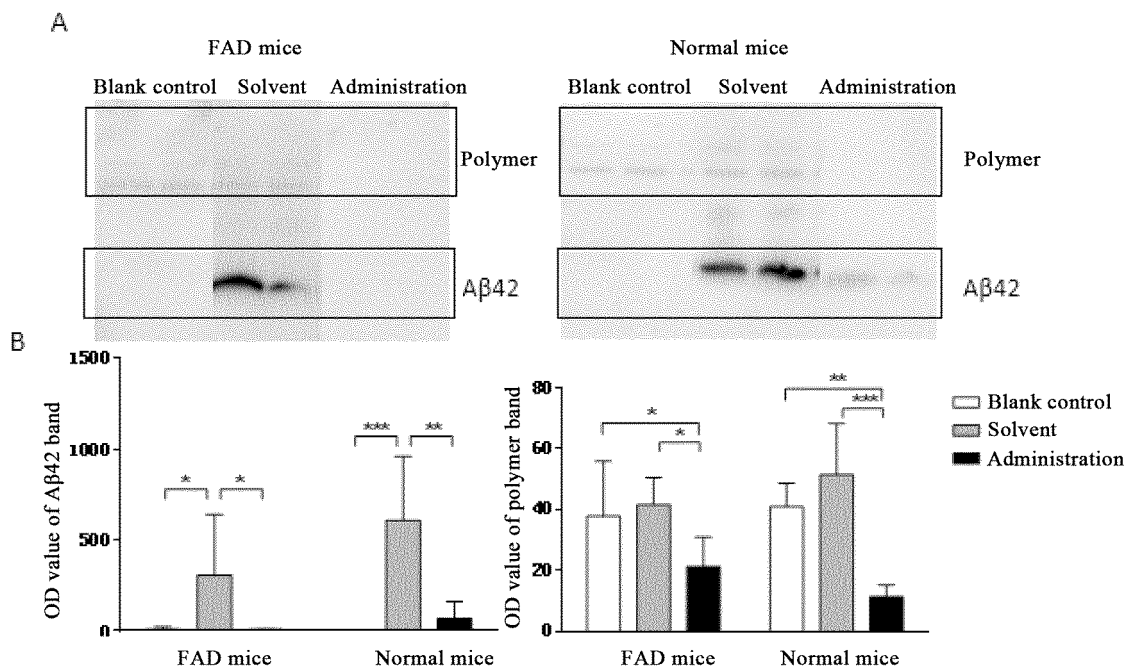 A
FAD mice
Normal mice
Blank control Solvent Administration
Blank control Solvent Administration
Polymer
Polymer
Aβ42
Aβ42
B
OD value of Aβ42 band
1500
1000
500
0
* * *** **
FAD mice Normal mice
OD value of polymer band
80
60
40
20
0
* * ** ***
FAD mice Normal mice
Blank control
Solvent
Administration